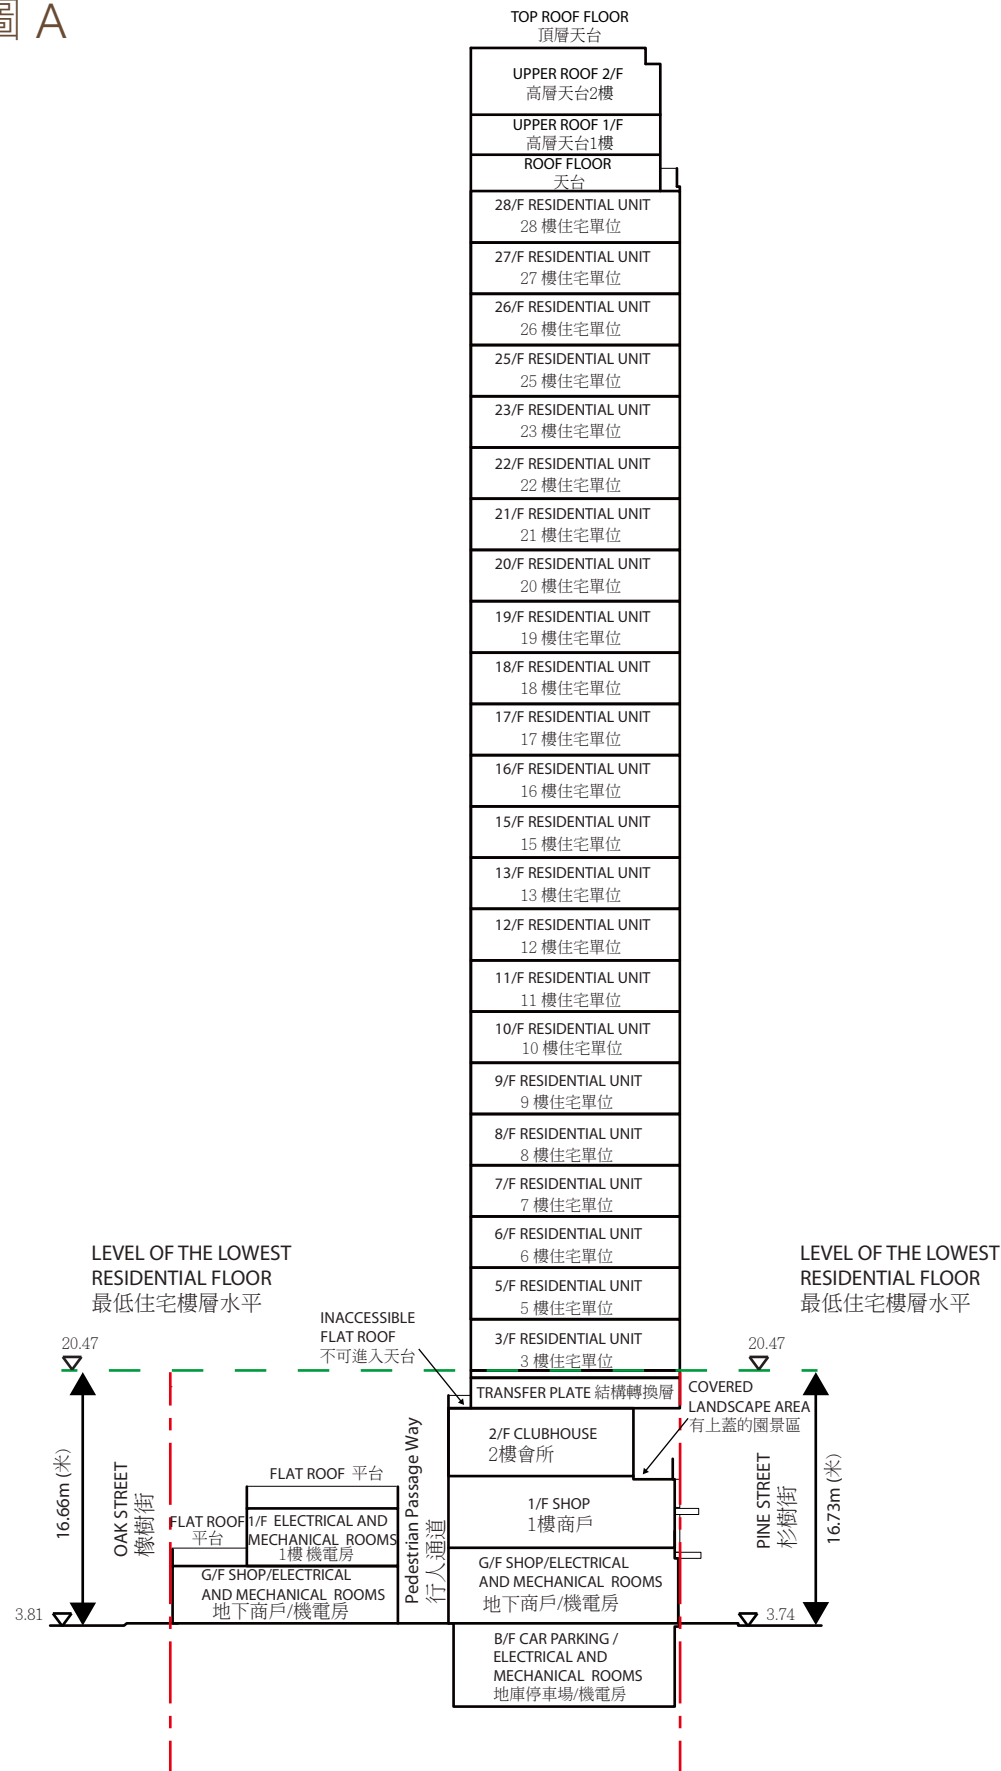 圖 A
TOP ROOF FLOOR
頂層天台
UPPER ROOF 2/F
高層天台2樓
UPPER ROOF 1/F
高層天台1樓
ROOF FLOOR
天台
28/F RESIDENTIAL UNIT
28 樓住宅單位
27/F RESIDENTIAL UNIT
27 樓住宅單位
26/F RESIDENTIAL UNIT
26 樓住宅單位
25/F RESIDENTIAL UNIT
25 樓住宅單位
23/F RESIDENTIAL UNIT
23 樓住宅單位
22/F RESIDENTIAL UNIT
22 樓住宅單位
21/F RESIDENTIAL UNIT
21 樓住宅單位
20/F RESIDENTIAL UNIT
20 樓住宅單位
19/F RESIDENTIAL UNIT
19 樓住宅單位
18/F RESIDENTIAL UNIT
18 樓住宅單位
17/F RESIDENTIAL UNIT
17 樓住宅單位
16/F RESIDENTIAL UNIT
16 樓住宅單位
15/F RESIDENTIAL UNIT
15 樓住宅單位
13/F RESIDENTIAL UNIT
13 樓住宅單位
12/F RESIDENTIAL UNIT
12 樓住宅單位
11/F RESIDENTIAL UNIT
11 樓住宅單位
10/F RESIDENTIAL UNIT
10 樓住宅單位
9/F RESIDENTIAL UNIT
9 樓住宅單位
8/F RESIDENTIAL UNIT
8 樓住宅單位
7/F RESIDENTIAL UNIT
7 樓住宅單位
6/F RESIDENTIAL UNIT
6 樓住宅單位
5/F RESIDENTIAL UNIT
5 樓住宅單位
3/F RESIDENTIAL UNIT
3 樓住宅單位
LEVEL OF THE LOWEST
RESIDENTIAL FLOOR
最低住宅樓層水平
20.47
LEVEL OF THE LOWEST
RESIDENTIAL FLOOR
最低住宅樓層水平
20.47
INACCESSIBLE
FLAT ROOF
不可進入天台
TRANSFER PLATE 結構轉換層
COVERED
LANDSCAPE AREA
有上蓋的園景區
2/F CLUBHOUSE
2樓會所
16.66m (米)
OAK STREET
橡樹街
FLAT ROOF 平台
FLAT ROOF
平台
1/F ELECTRICAL AND
MECHANICAL ROOMS
1樓 機電房
G/F SHOP/ELECTRICAL
AND MECHANICAL ROOMS
地下商戶/機電房
Pedestrian Passage Way
行人通道
1/F SHOP
1樓商戶
G/F SHOP/ELECTRICAL
AND MECHANICAL ROOMS
地下商戶/機電房
PINE STREET
杉樹街
16.73m (米)
3.81
3.74
B/F CAR PARKING /
ELECTRICAL AND
MECHANICAL ROOMS
地庫停車場/機電房